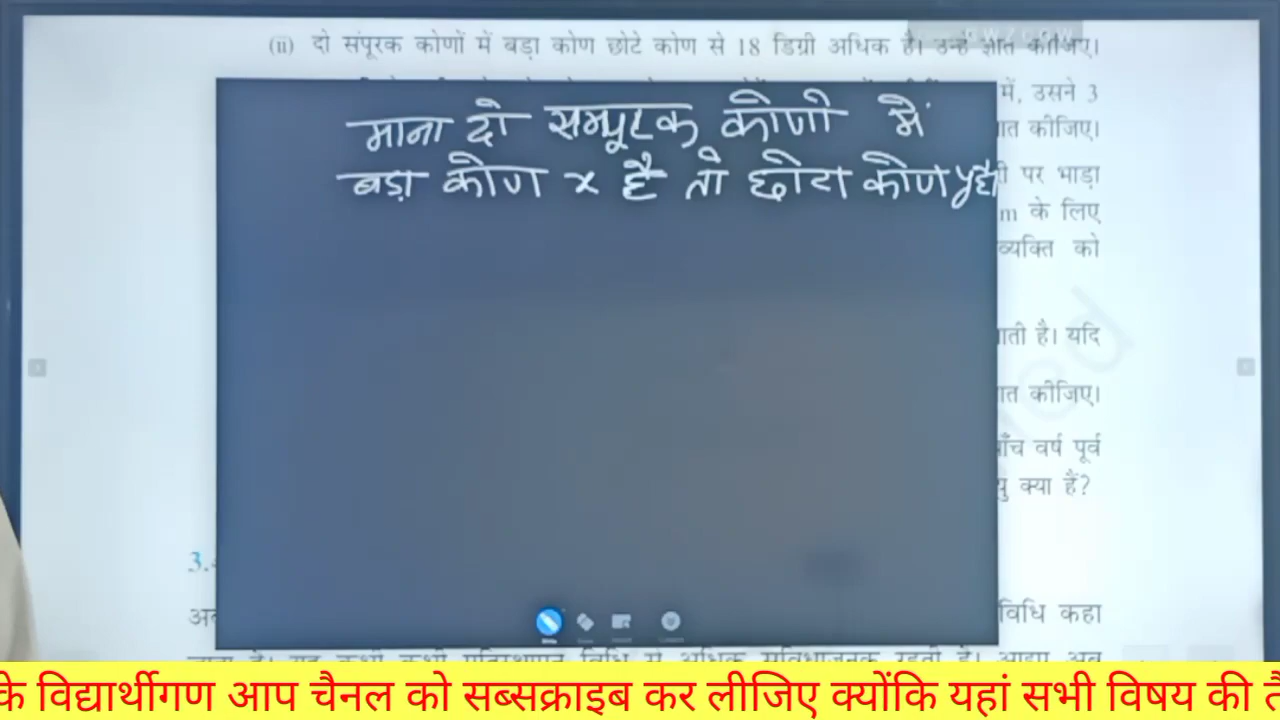 (ii) दो संपूरक कोणों में बड़ा कोण छोटे कोण से 18 डिग्री अधिक है। उन्हें ज्ञात कीजिए।
में, उसने 3
माना दो सम्पूरक कोणो में
ात कीजिए।
बड़ा कोण x है तो छोटा कोण y है।
पर भाड़ा
m के लिए
व्यक्ति को
ाती है। यदि
ात कीजिए।
ाँच वर्ष पूर्व
यु क्या हैं?
3.
अ
विधि कहा
के विद्यार्थीगण आप चैनल को सब्सक्राइब कर लीजिए क्योंकि यहां सभी विषय की तै